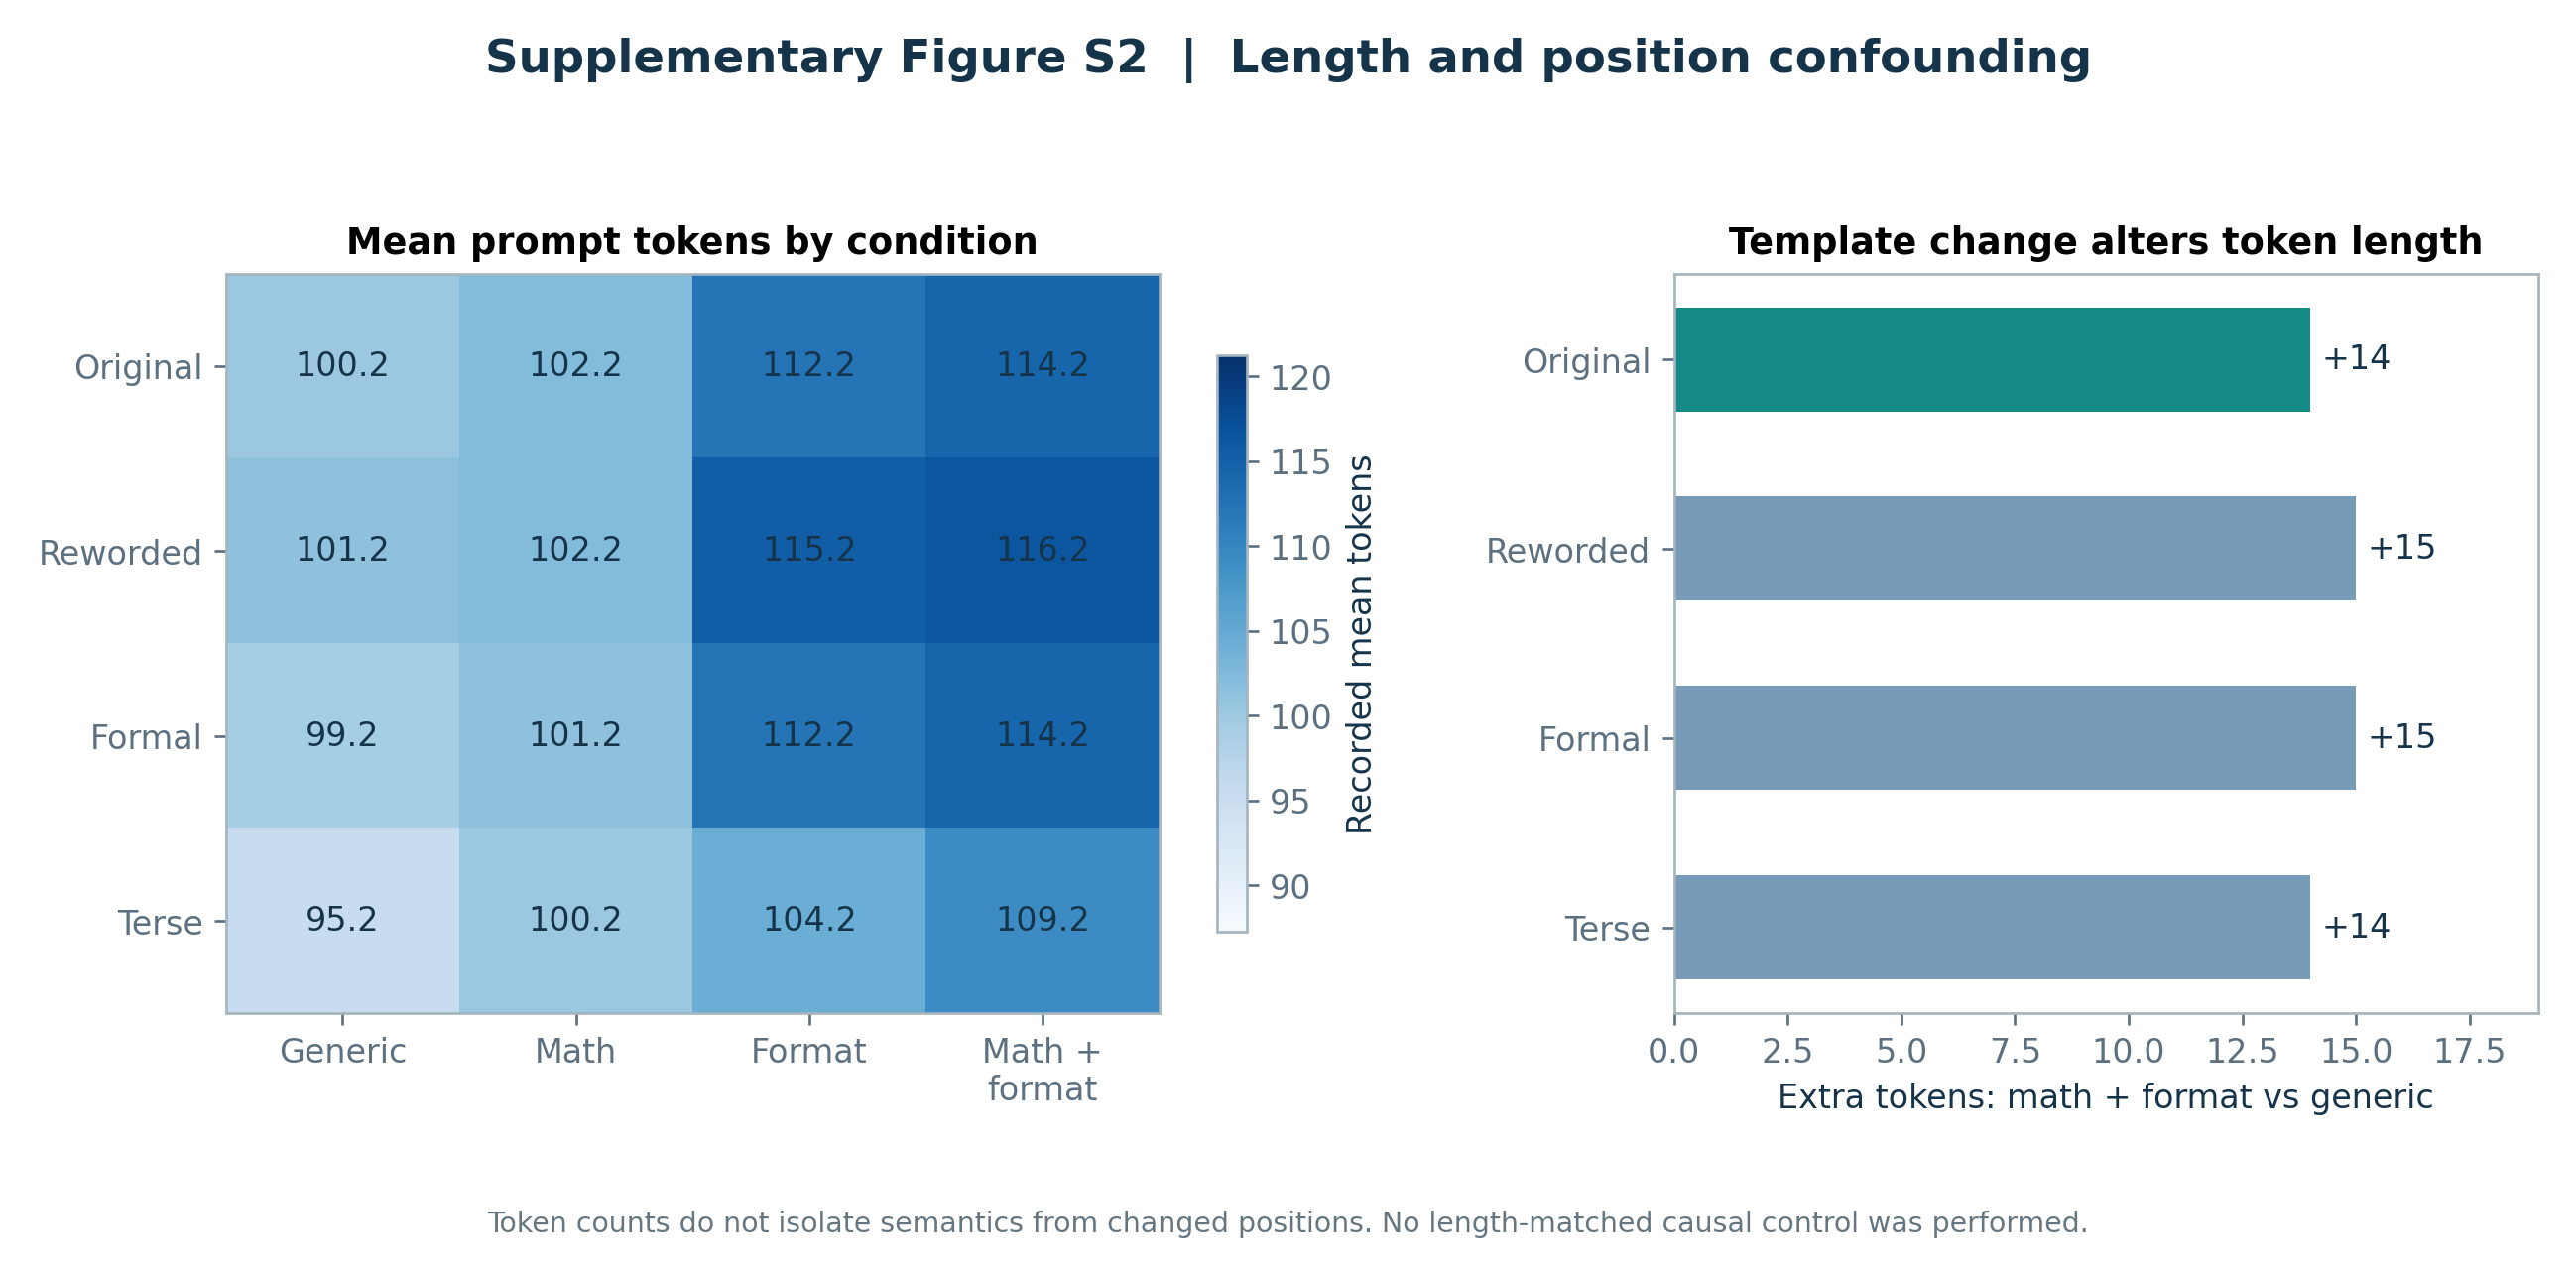 Supplementary Figure S2 | Length and position confounding
Mean prompt tokens by condition
Original 100.2 102.2 112.2 114.2
Reworded 101.2 102.2 115.2 116.2
Formal 99.2 101.2 112.2 114.2
Terse 95.2 100.2 104.2 109.2
Generic Math Format Math +
format
120
115
110
105
100
95
90
Recorded mean tokens
Template change alters token length
Original +14
Reworded +15
Formal +15
Terse +14
0.0 2.5 5.0 7.5 10.0 12.5 15.0 17.5
Extra tokens: math + format vs generic
Token counts do not isolate semantics from changed positions. No length-matched causal control was performed.